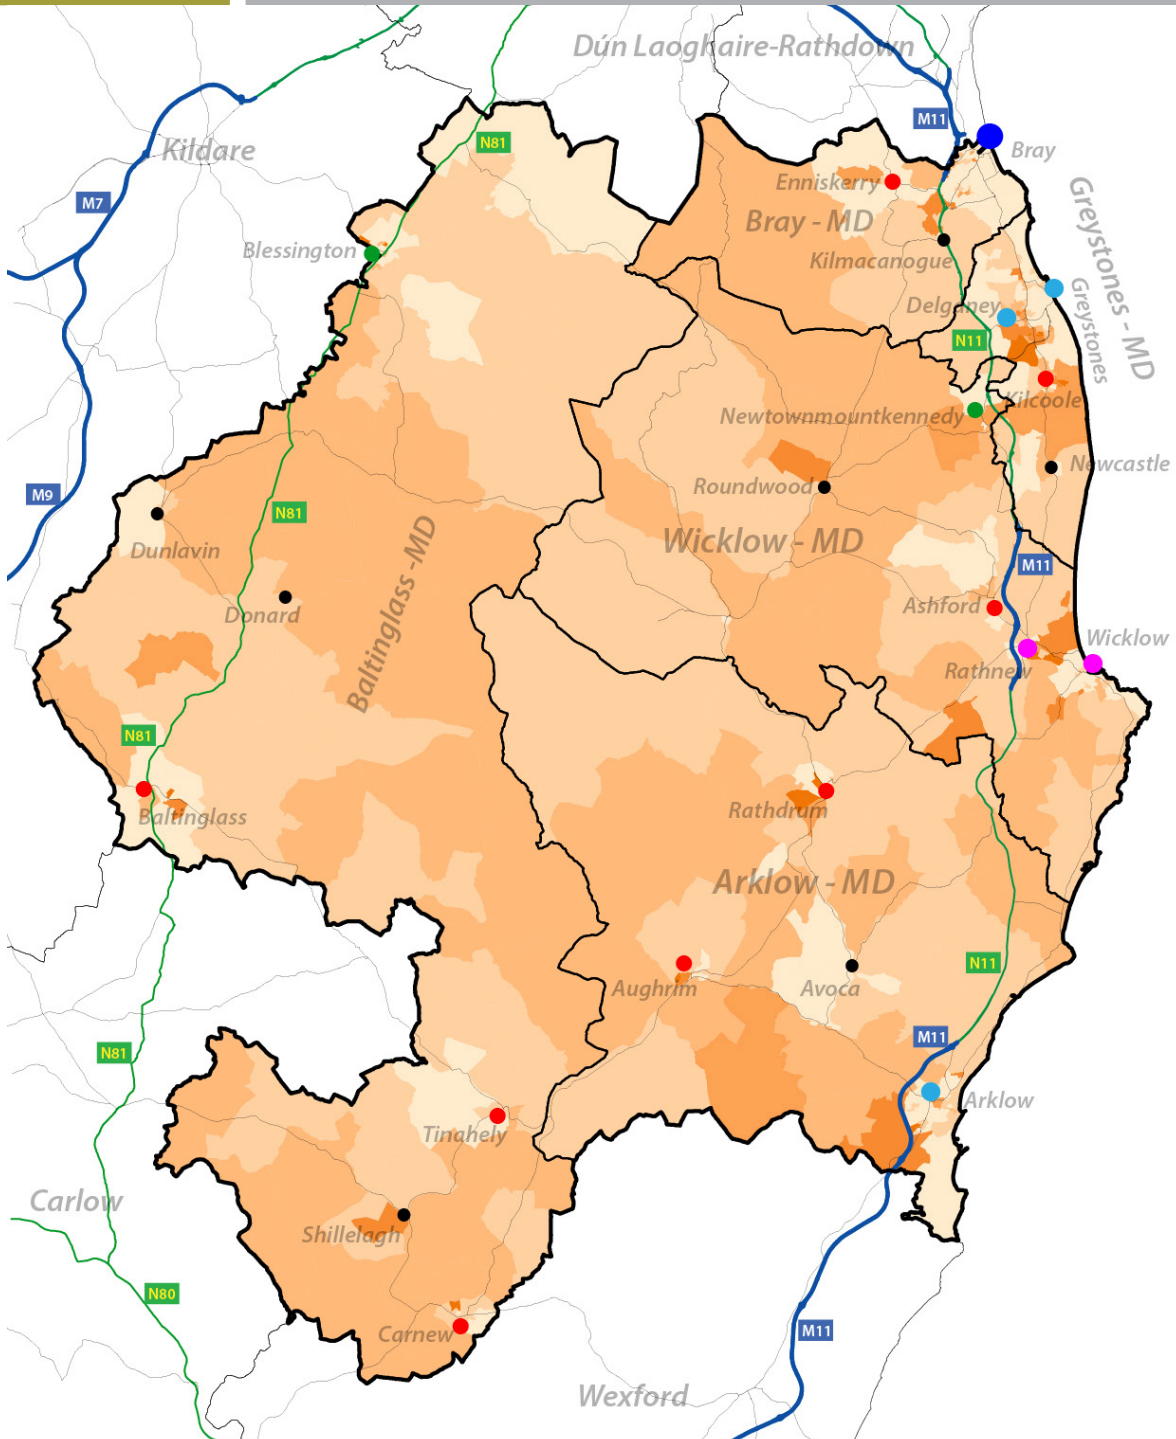 Dún Laoghaire-Rathdown
M11
N81
Bray
Kildare
Enniskerry
M7
Greystones - MD
Bray - MD
Blessington
Kilmacanogue
Delganey
Greystones
N11
Kilcoole
Newtownmountkennedy
Newcastle
Roundwood
M9
N81
Wicklow - MD
Dunlavin
M11
Baltinglass -MD
Ashford
Donard
Wicklow
Rathnew
N81
Rathdrum
Baltinglass
Arklow - MD
N11
Aughrim
Avoca
M11
N81
Arklow
Tinahely
Carlow
Shillelagh
N80
M11
Carnew
Wexford